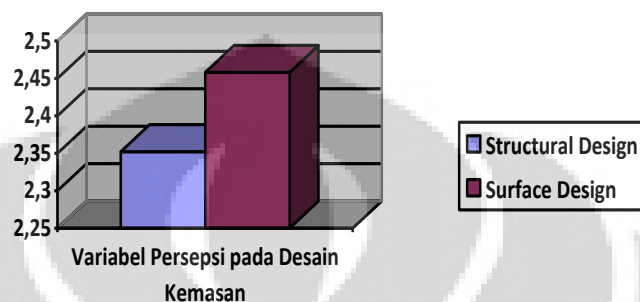 2,5
2,45
2,4
2,35
2,3
2,25
Structural Design
Surface Design
Variabel Persepsi pada Desain
Kemasan